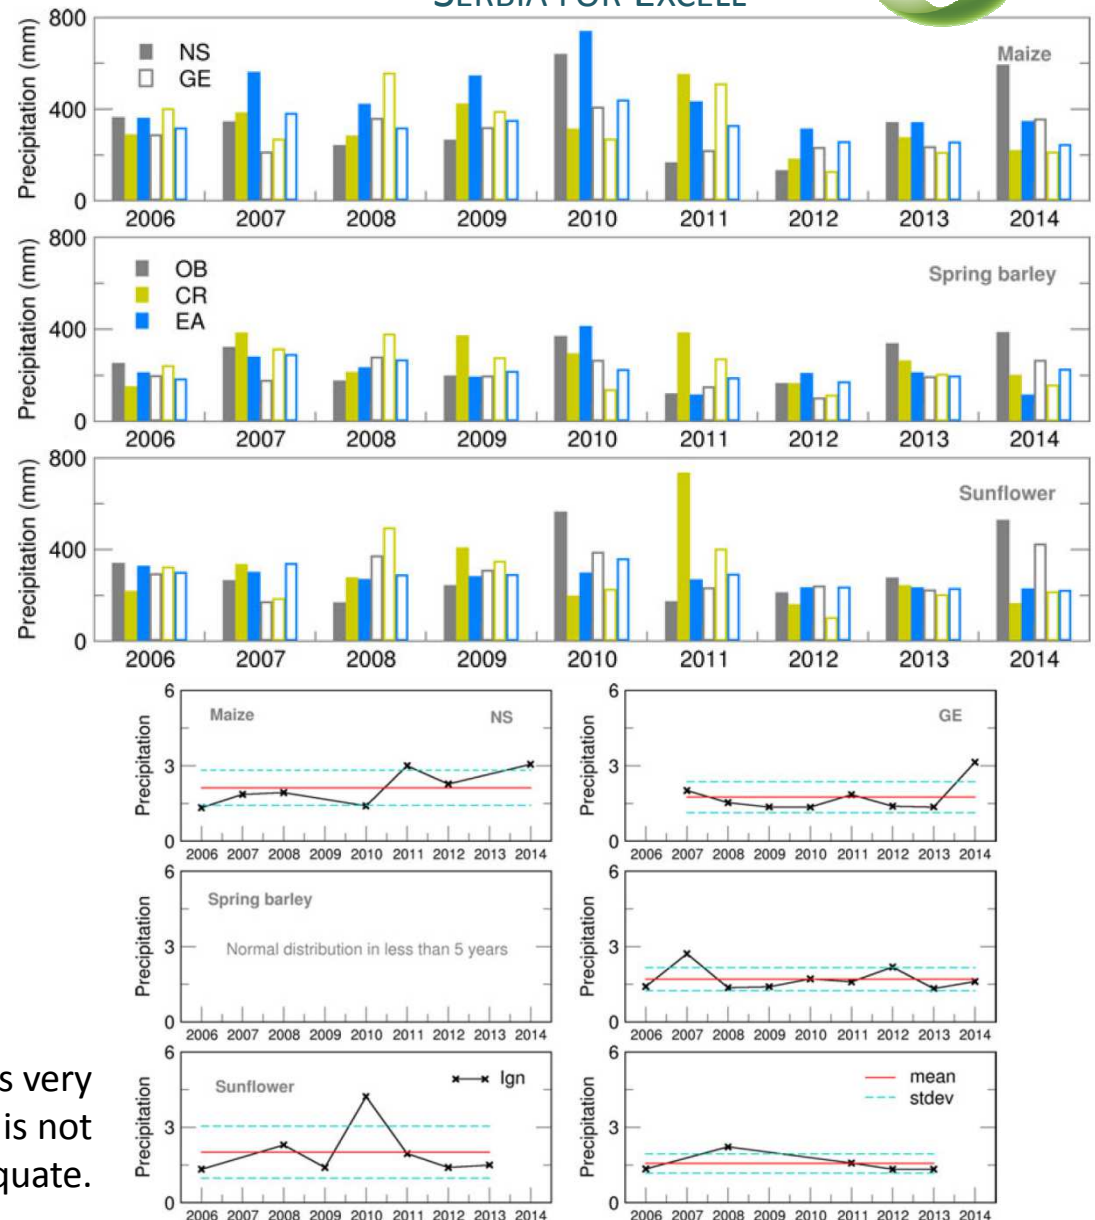 SERBIA FOR EXCELL
800
400
0
Precipitation (mm)
NS
GE
Maize
2006 2007 2008 2009 2010 2011 2012 2013 2014
800
400
0
Precipitation (mm)
OB
CR
EA
Spring barley
2006 2007 2008 2009 2010 2011 2012 2013 2014
800
400
0
Precipitation (mm)
Sunflower
2006 2007 2008 2009 2010 2011 2012 2013 2014
6
3
0
Precipitation
Maize NS
2006 2007 2008 2009 2010 2011 2012 2013 2014
6
3
0
Precipitation
GE
2006 2007 2008 2009 2010 2011 2012 2013 2014
6
3
0
Precipitation
Spring barley
Normal distribution in less than 5 years
2006 2007 2008 2009 2010 2011 2012 2013 2014
6
3
0
Precipitation
2006 2007 2008 2009 2010 2011 2012 2013 2014
s very
is not
quate.
6
3
0
Precipitation
Sunflower
Ign
2006 2007 2008 2009 2010 2011 2012 2013 2014
6
3
0
Precipitation
mean
stdev
2006 2007 2008 2009 2010 2011 2012 2013 2014